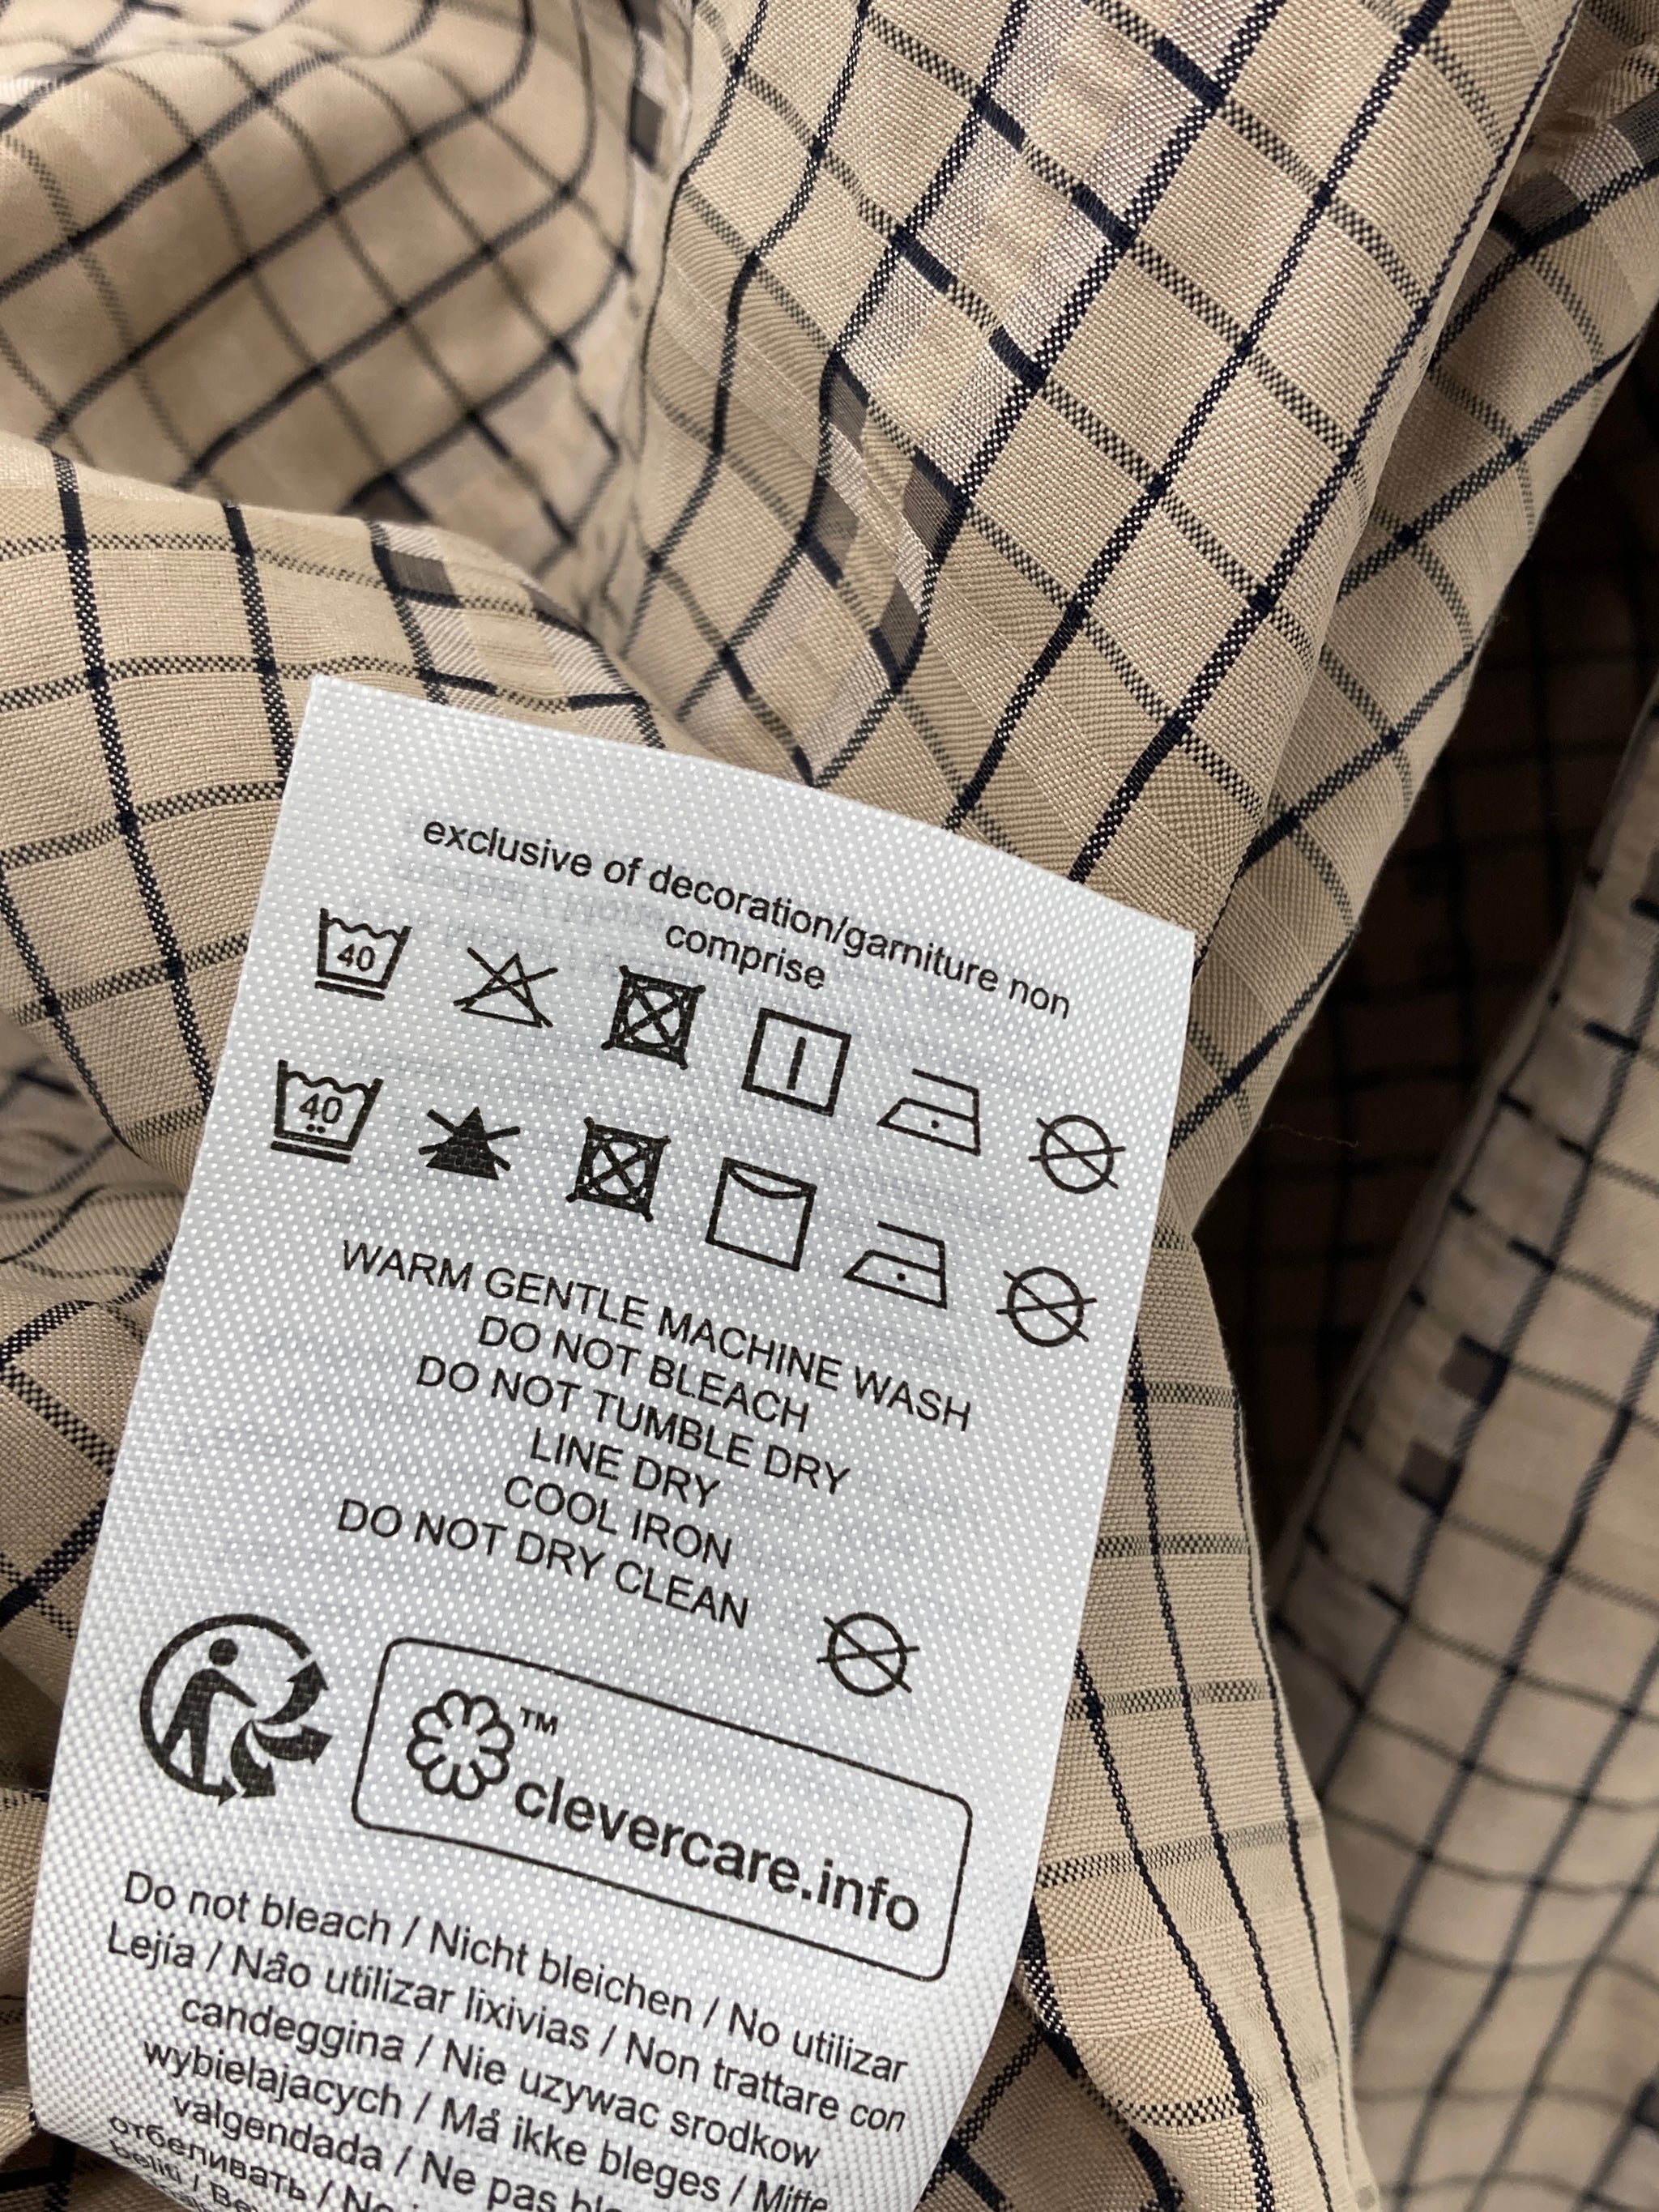 exclusive of decoration/garniture non
comprise
40
40
WARM GENTLE MACHINE WASH
DO NOT BLEACH
DO NOT TUMBLE DRY
LINE DRY
COOL IRON
DO NOT DRY CLEAN
™
clevercare.info
Do not bleach / Nicht bleichen / No utilizar
Lejía / Não utilizar lixivias / Non trattare con
candeggina / Nie uzywac srodkow
wybielajacych / Må ikke bleges / Mitte
valgendada / Ne pas
отбеливать /